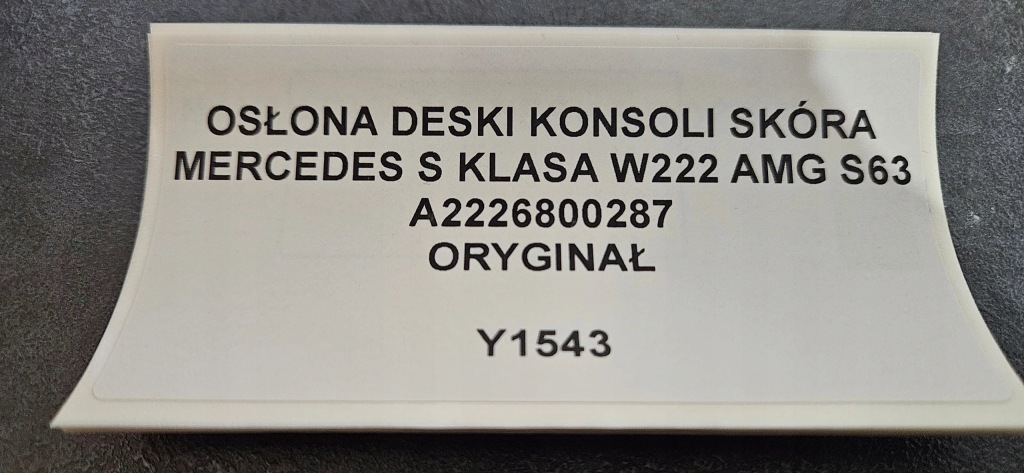 OSŁONA DESKI KONSOLI SKÓRA
MERCEDES S KLASA W222 AMG S63
A2226800287
ORYGINAŁ
Y1543